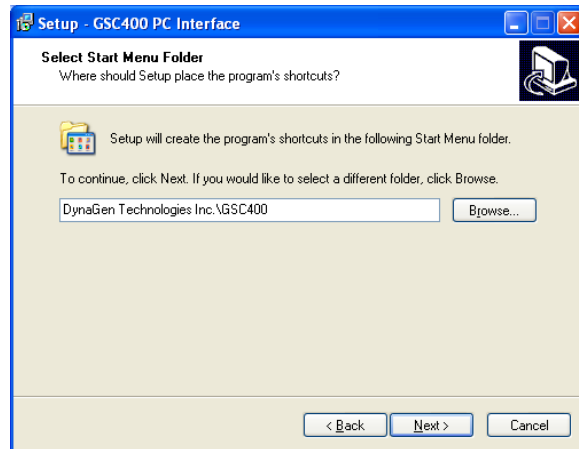 Setup - GSC400 PC Interface
Select Start Menu Folder
Where should Setup place the program's shortcuts?
Setup will create the program's shortcuts in the following Start Menu folder.
To continue, click Next. If you would like to select a different folder, click Browse.
DynaGen Technologies Inc.\GSC400
Browse...
< Back
Next >
Cancel